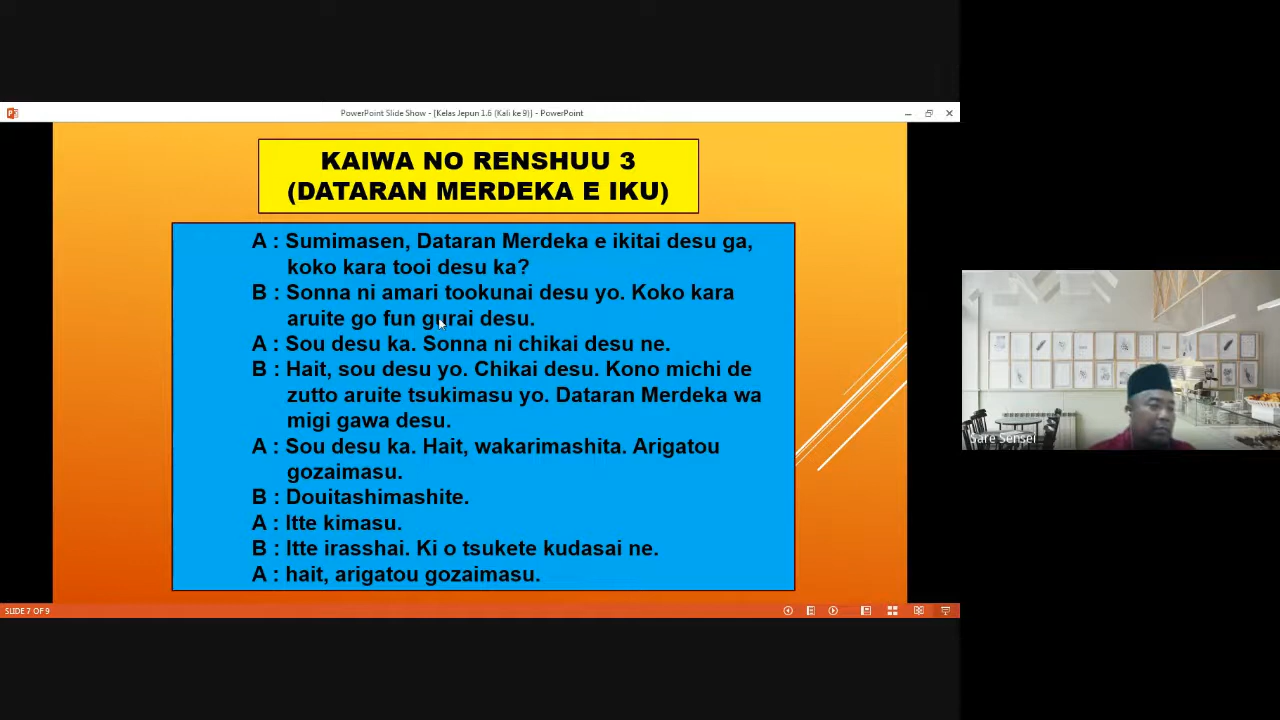 PowerPoint Slide Show - [Kelas Jepun 1.6 (Kali ke 9)] - PowerPoint
KAIWA NO RENSHUU 3
(DATARAN MERDEKA E IKU)
A : Sumimasen, Dataran Merdeka e ikitai desu ga,
koko kara tooi desu ka?
B : Sonna ni amari tookunai desu yo. Koko kara
aruite go fun gurai desu.
A : Sou desu ka. Sonna ni chikai desu ne.
B : Hait, sou desu yo. Chikai desu. Kono michi de
zutto aruite tsukimasu yo. Dataran Merdeka wa
migi gawa desu.
A : Sou desu ka. Hait, wakarimashita. Arigatou
gozaimasu.
B : Douitashimashite.
A : Itte kimasu.
B : Itte irasshai. Ki o tsukete kudasai ne.
A : hait, arigatou gozaimasu.
SLIDE 7 OF 9
Sare Sensei